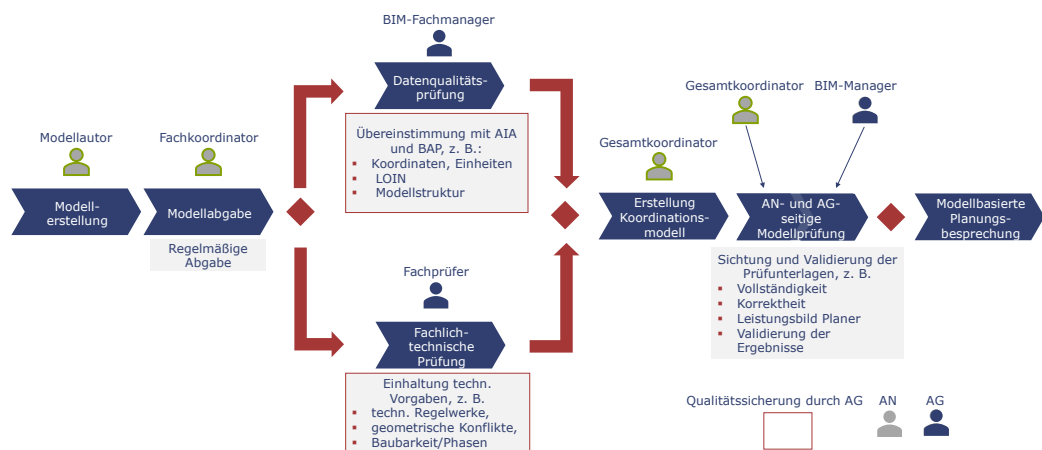 BIM-Fachmanager
Datenqualitäts-
prüfung
Übereinstimmung mit AIA
und BAP, z. B.:
Koordinaten, Einheiten
LOIN
Modellstruktur
Modellautor
Modell-
erstellung
Fachkoordinator
Modellabgabe
Regelmäßige
Abgabe
Fachprüfer
Fachlich-
technische
Prüfung
Einhaltung techn.
Vorgaben, z. B.
techn. Regelwerke,
geometrische Konflikte,
Baubarkeit/Phasen
Gesamtkoordinator
Erstellung
Koordinations-
modell
Gesamtkoordinator
BIM-Manager
AN- und AG-
seitige
Modellprüfung
Sichtung und Validierung der
Prüfunterlagen, z. B.
Vollständigkeit
Korrektheit
Leistungsbild Planer
Validierung der
Ergebnisse
Modellbasierte
Planungs-
besprechung
Qualitätssicherung durch AG
AN
AG